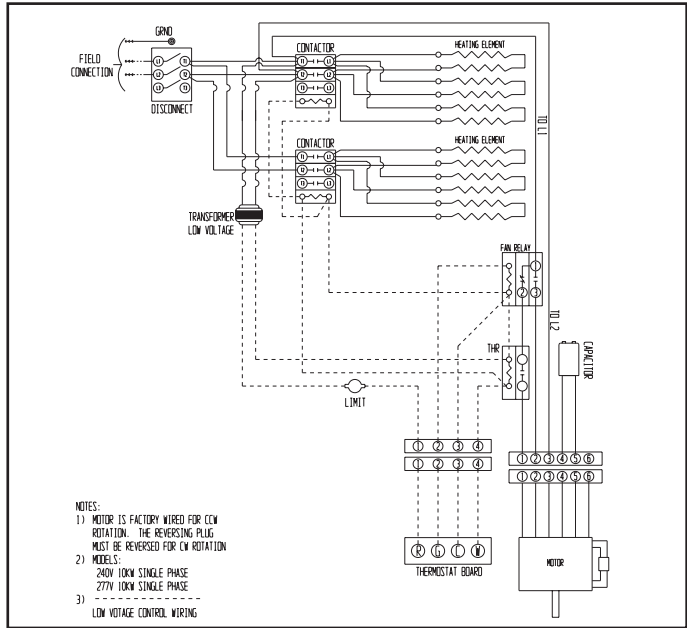 GRND
FIELD
CONNECTION
L1 T1
L2 T2
L3 T3
DISCONNECT
CONTACTOR
T1 L1
T2 L2
T3 L3
HEATING ELEMENT
TO L1
CONTACTOR
T1 L1
T2 L2
T3 L3
HEATING ELEMENT
TRANSFORMER
LOW VOLTAGE
FAN RELAY
1
2 3
TO L2
THR
CAPACITOR
LIMIT
1 2 3 4
1 2 3 4
1 2 3 4 5 6
1 2 3 4 5 6
R G C W
THERMOSTAT BOARD
MOTOR
NOTES:
1) MOTOR IS FACTORY WIRED FOR CCW
ROTATION. THE REVERSING PLUG
MUST BE REVERSED FOR CW ROTATION
2) MODELS:
240V 10KW SINGLE PHASE
277V 10KW SINGLE PHASE
3) --------------
LOW VOTAGE CONTROL WIRING